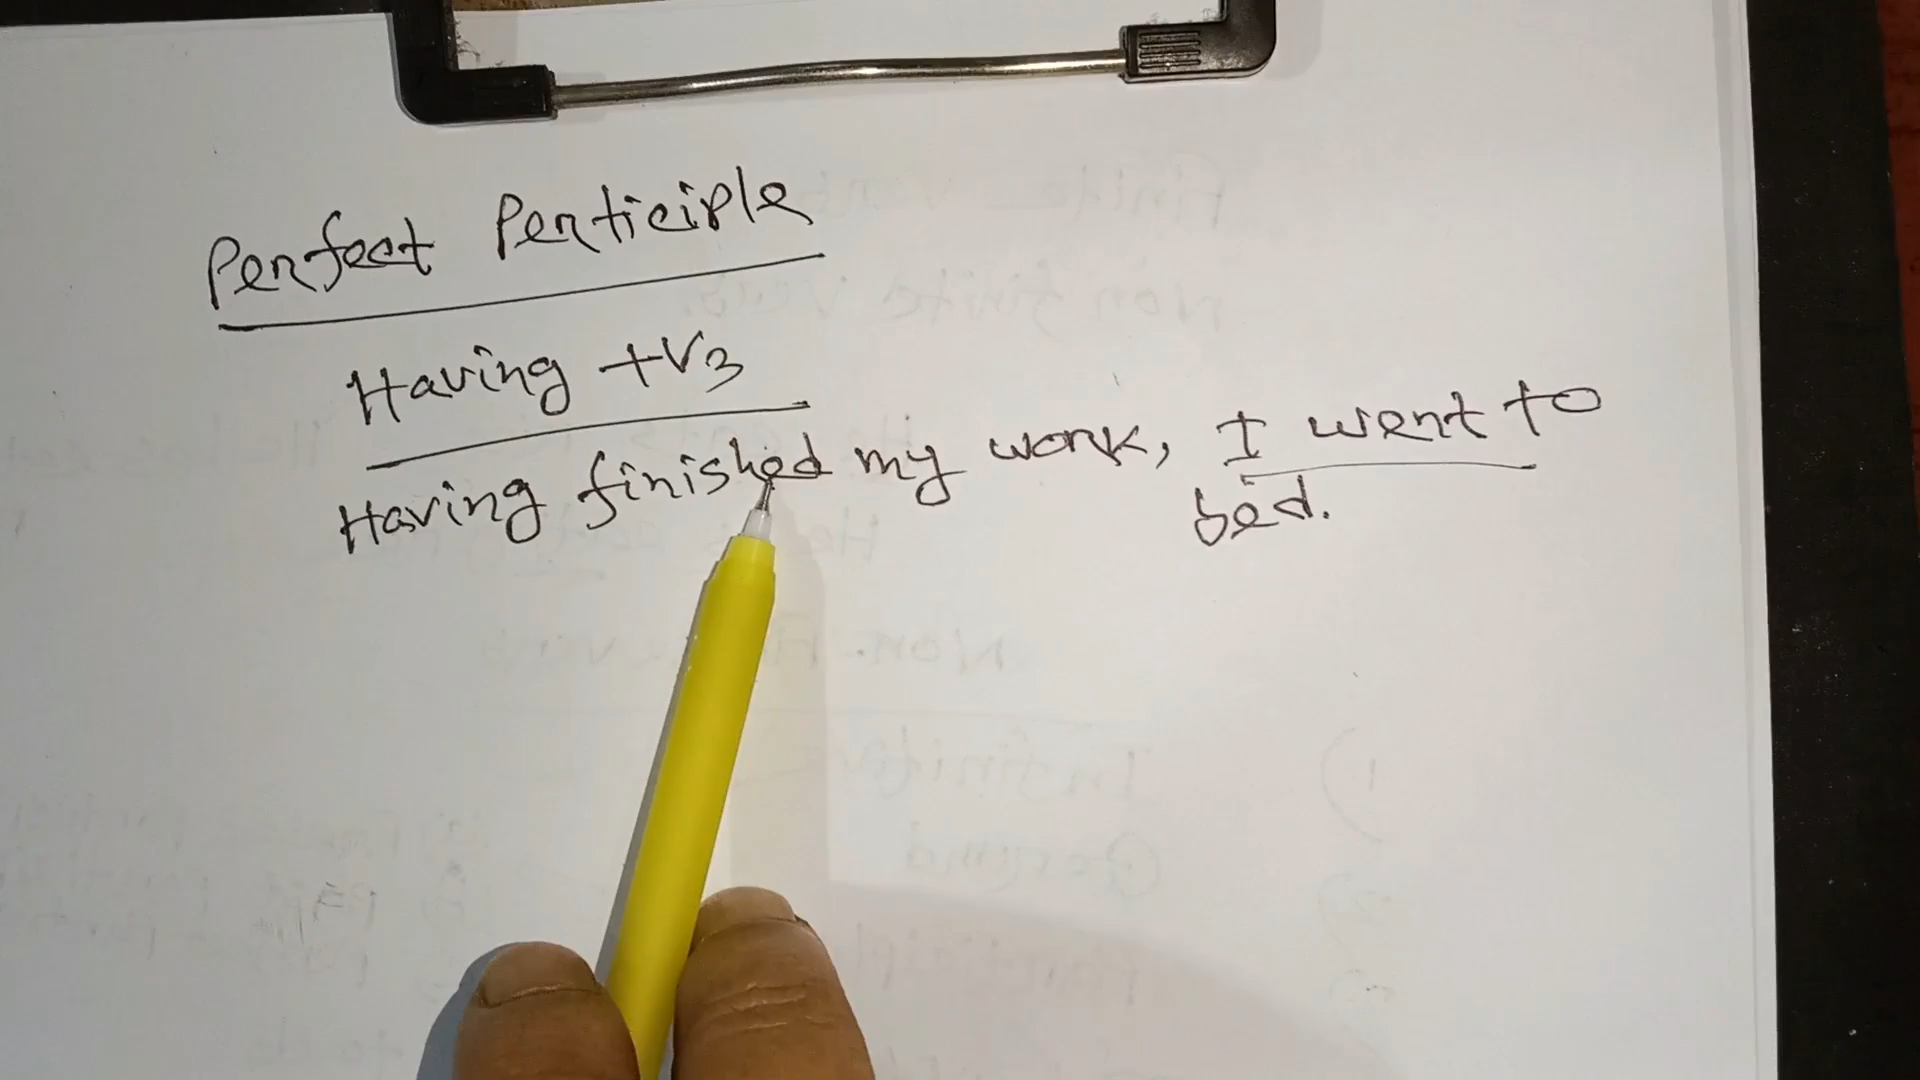 Perfect Perticiple
Having + V3
Having finished my work, I went to
bed.